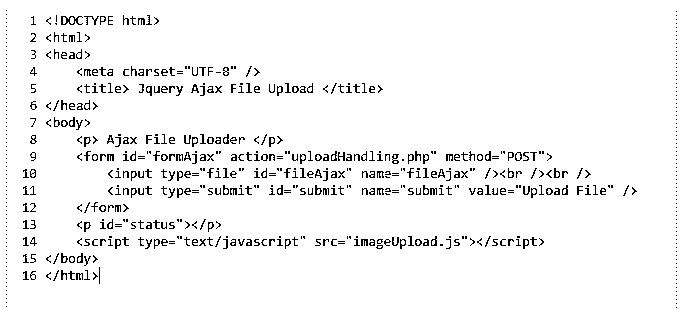 1 <!DOCTYPE html>
2 <html>
3 <head>
4     <meta charset="UTF-8" />
5     <title> Jquery Ajax File Upload </title>
6 </head>
7 <body>
8     <p> Ajax File Uploader </p>
9     <form id="formAjax" action="uploadHandling.php" method="POST">
10         <input type="file" id="fileAjax" name="fileAjax" /><br /><br />
11         <input type="submit" id="submit" name="submit" value="Upload File" />
12     </form>
13     <p id="status"></p>
14     <script type="text/javascript" src="imageUpload.js"></script>
15 </body>
16 </html>